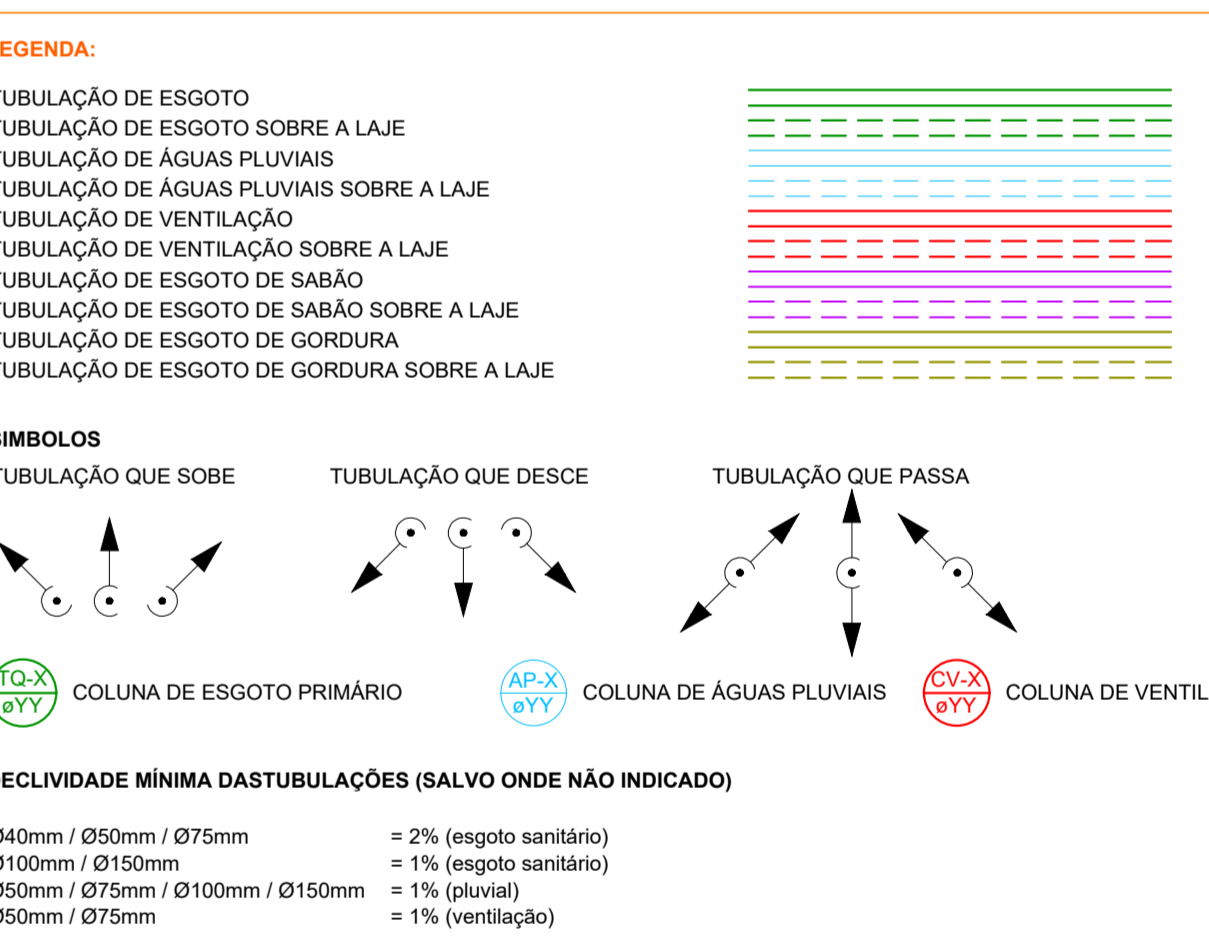 LEGENDA:
TUBULAÇÃO DE ESGOTO
TUBULAÇÃO DE ESGOTO SOBRE A LAJE
TUBULAÇÃO DE ÁGUAS PLUVIAIS
TUBULAÇÃO DE ÁGUAS PLUVIAIS SOBRE A LAJE
TUBULAÇÃO DE VENTILAÇÃO
TUBULAÇÃO DE VENTILAÇÃO SOBRE A LAJE
TUBULAÇÃO DE ESGOTO DE SABÃO
TUBULAÇÃO DE ESGOTO DE SABÃO SOBRE A LAJE
TUBULAÇÃO DE ESGOTO DE GORDURA
TUBULAÇÃO DE ESGOTO DE GORDURA SOBRE A LAJE
SIMBOLOS
TUBULAÇÃO QUE SOBE TUBULAÇÃO QUE DESCE TUBULAÇÃO QUE PASSA
TQ-X
øYY
COLUNA DE ESGOTO PRIMÁRIO
AP-X
øYY
COLUNA DE ÁGUAS PLUVIAIS
CV-X
øYY
COLUNA DE VENTIL
DECLIVIDADE MÍNIMA DASTUBULAÇÕES (SALVO ONDE NÃO INDICADO)
Ø40mm / Ø50mm / Ø75mm = 2% (esgoto sanitário)
Ø100mm / Ø150mm = 1% (esgoto sanitário)
Ø50mm / Ø75mm / Ø100mm / Ø150mm = 1% (pluvial)
Ø50mm / Ø75mm = 1% (ventilação)